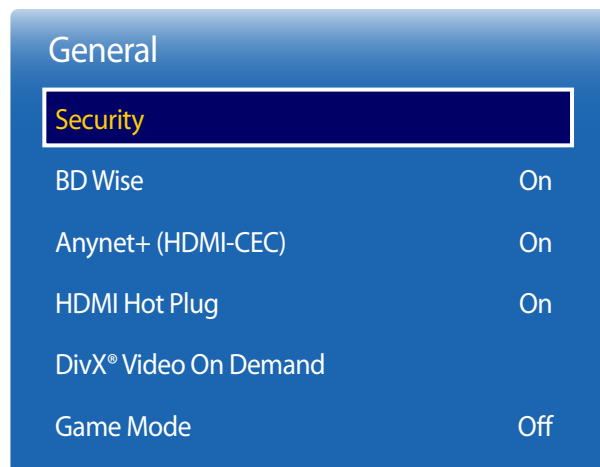 General
Security
BD Wise On
Anynet+ (HDMI-CEC) On
HDMI Hot Plug On
DivX® Video On Demand
Game Mode Off